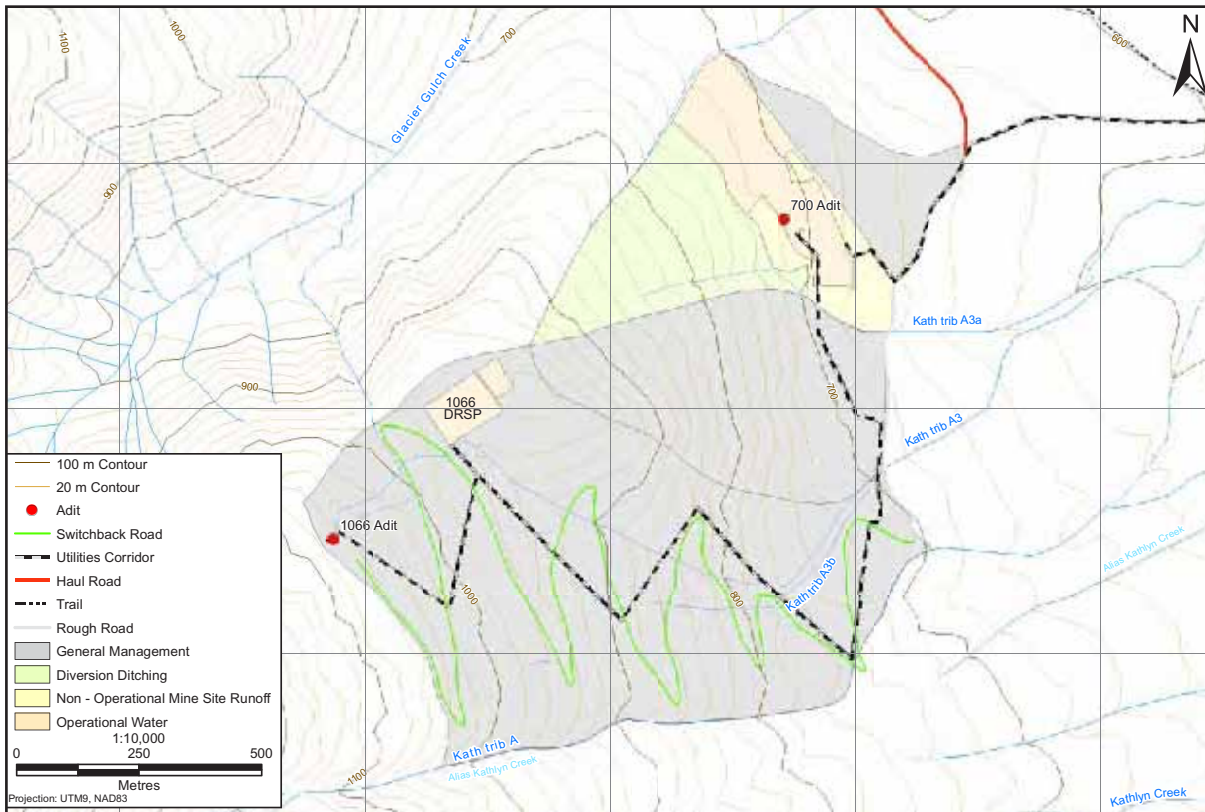 1100
1000
700
600
N
Glacier Gulch Creek
900
700 Adit
Kath trib A3a
900
700
1066
DRSP
Kath trib A3
1066 Adit
Alias Kathlyn Creek
Kath trib A3b
1000
800
Kath trib A
Alias Kathlyn Creek
1100
Kathlyn Creek
100 m Contour
20 m Contour
Adit
Switchback Road
Utilities Corridor
Haul Road
Trail
Rough Road
General Management
Diversion Ditching
Non - Operational Mine Site Runoff
Operational Water
1:10,000
0 250 500
Metres
Projection: UTM9, NAD83